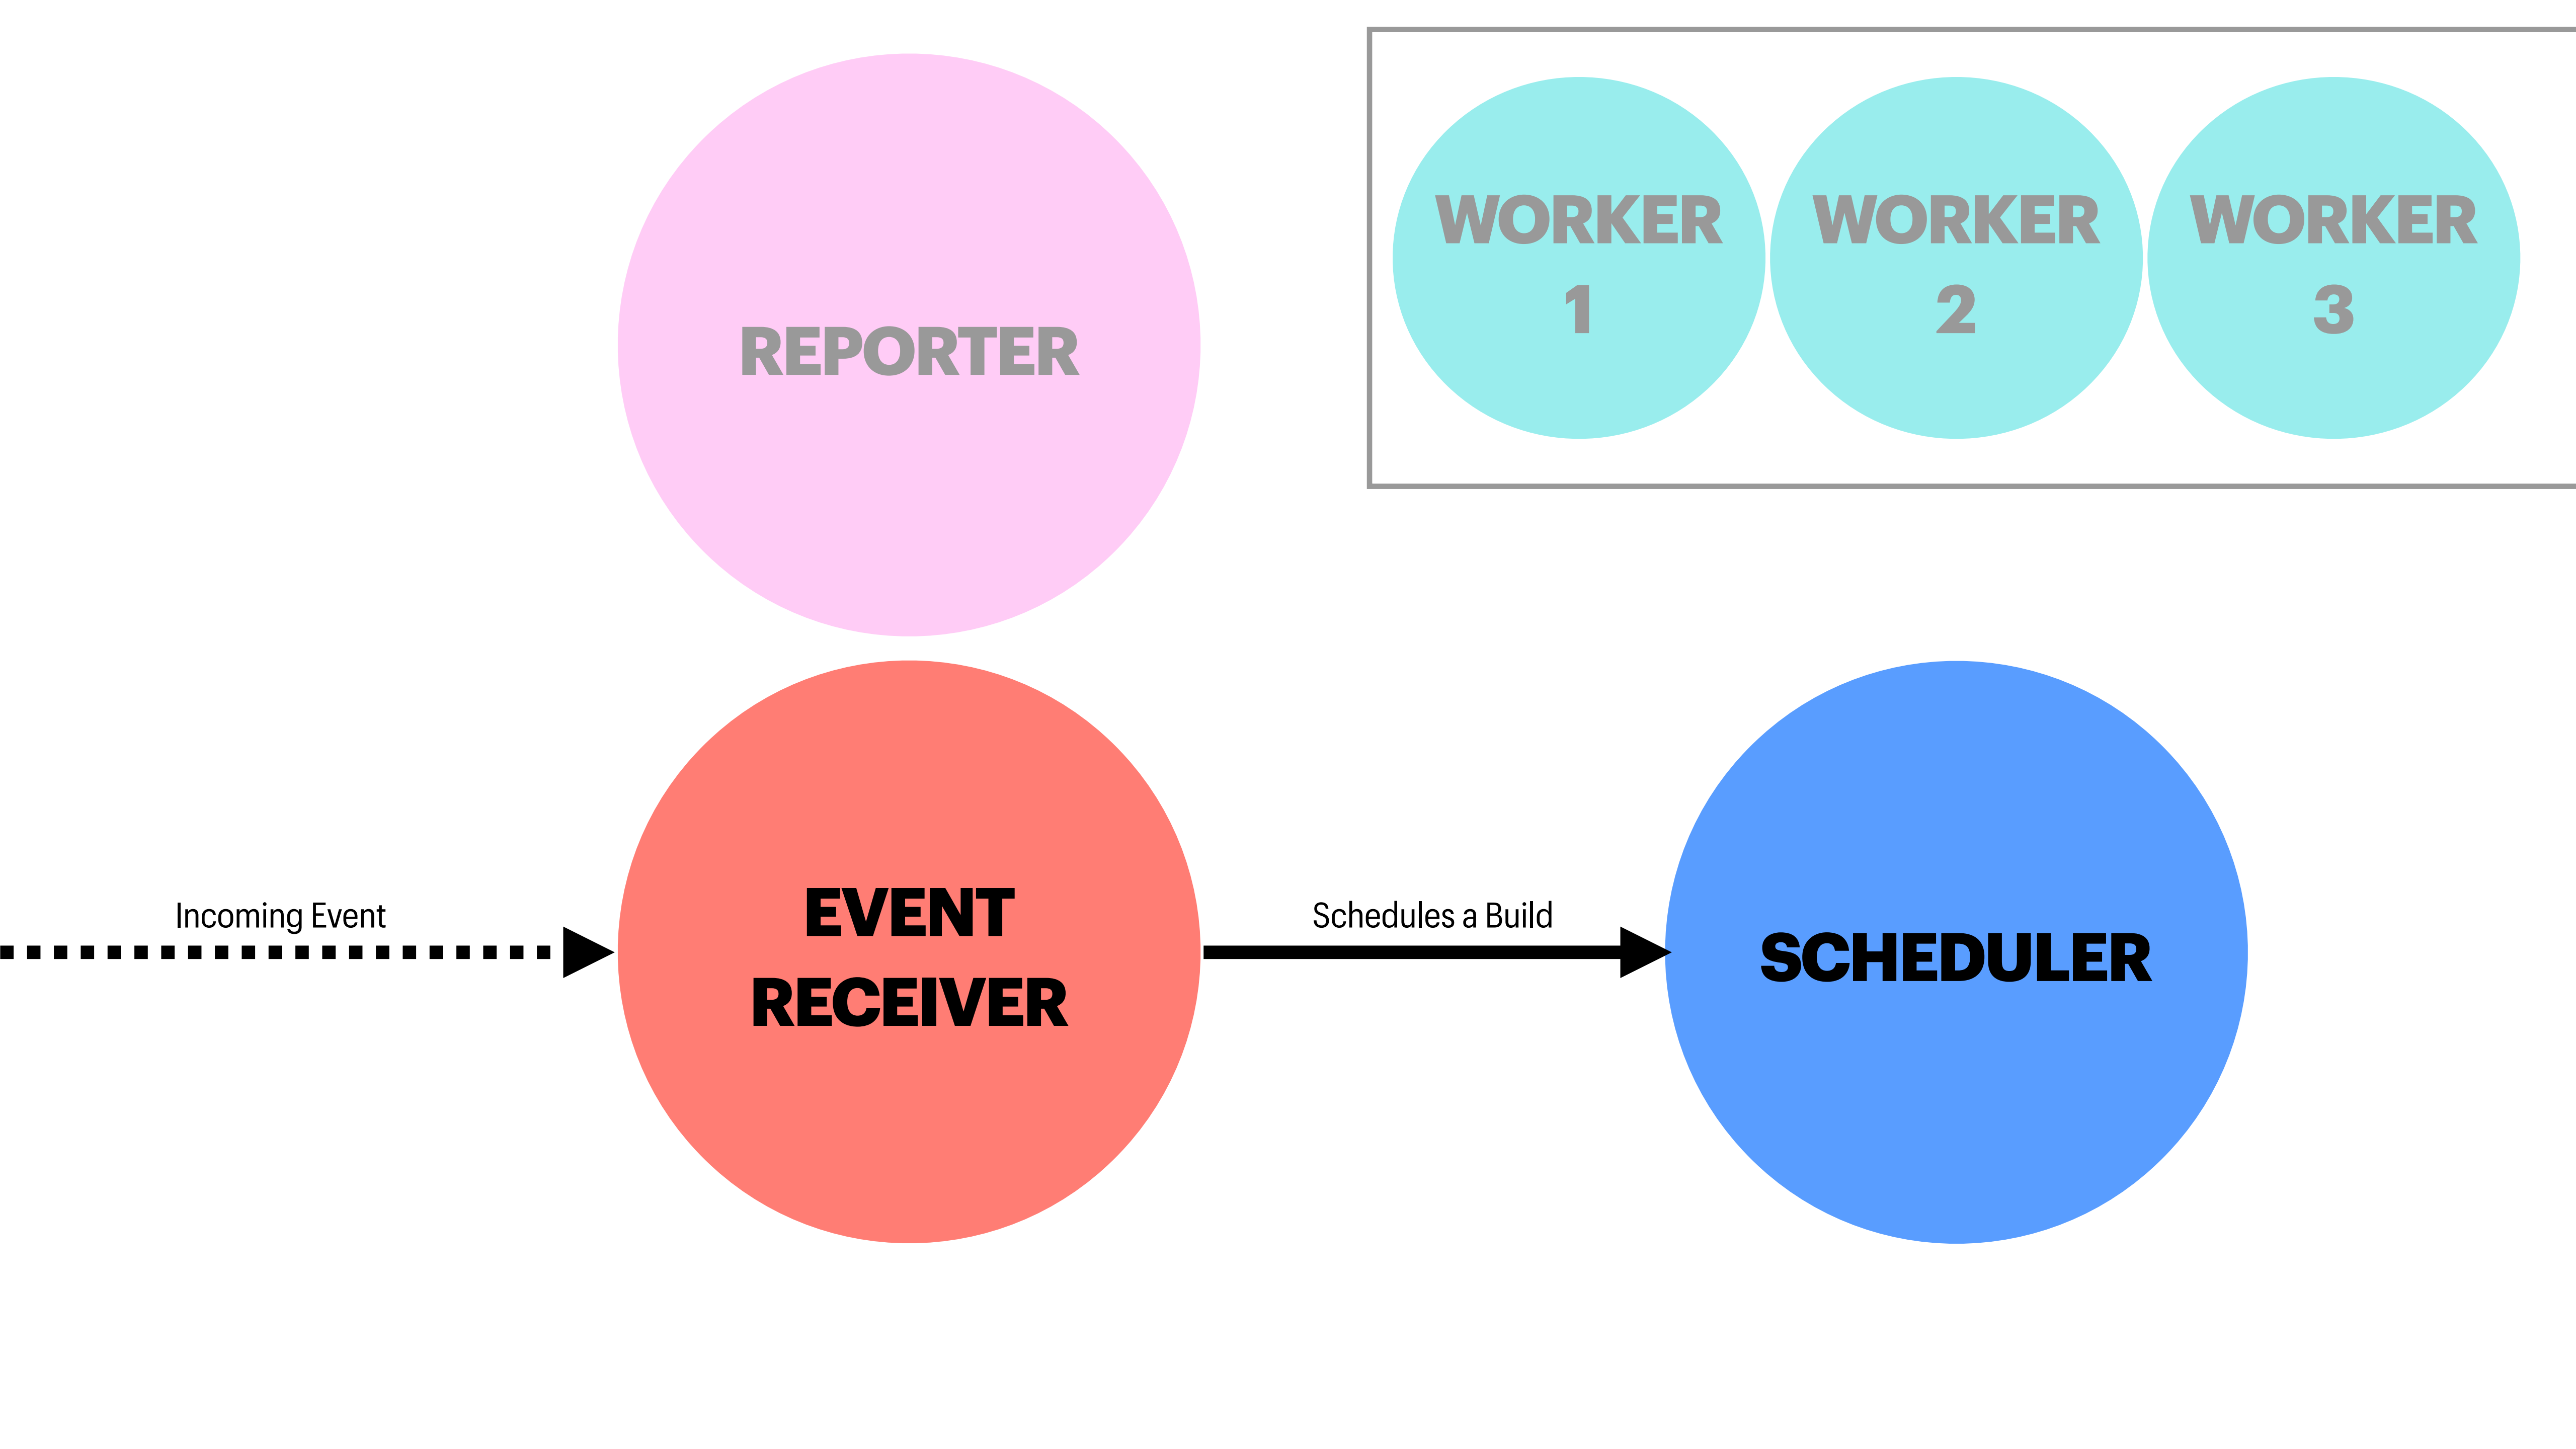 REPORTER
WORKER
1
WORKER
2
WORKER
3
Incoming Event
EVENT
RECEIVER
Schedules a Build
SCHEDULER